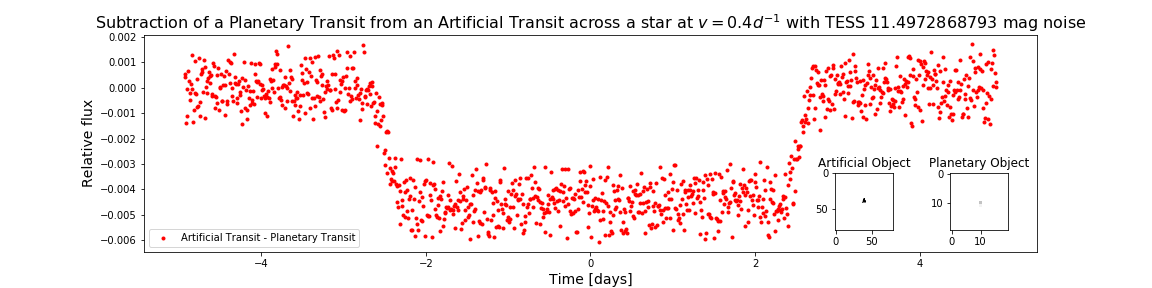 Subtraction of a Planetary Transit from an Artificial Transit across a star at v = 0.4d⁻¹ with TESS 11.4972868793 mag noise
Relative flux
0.002
0.001
0.000
−0.001
−0.002
−0.003
−0.004
−0.005
−0.006
Artificial Transit - Planetary Transit
Artificial Object
0
50
0 50
Planetary Object
0
10
0 10
−4 −2 0 2 4
Time [days]